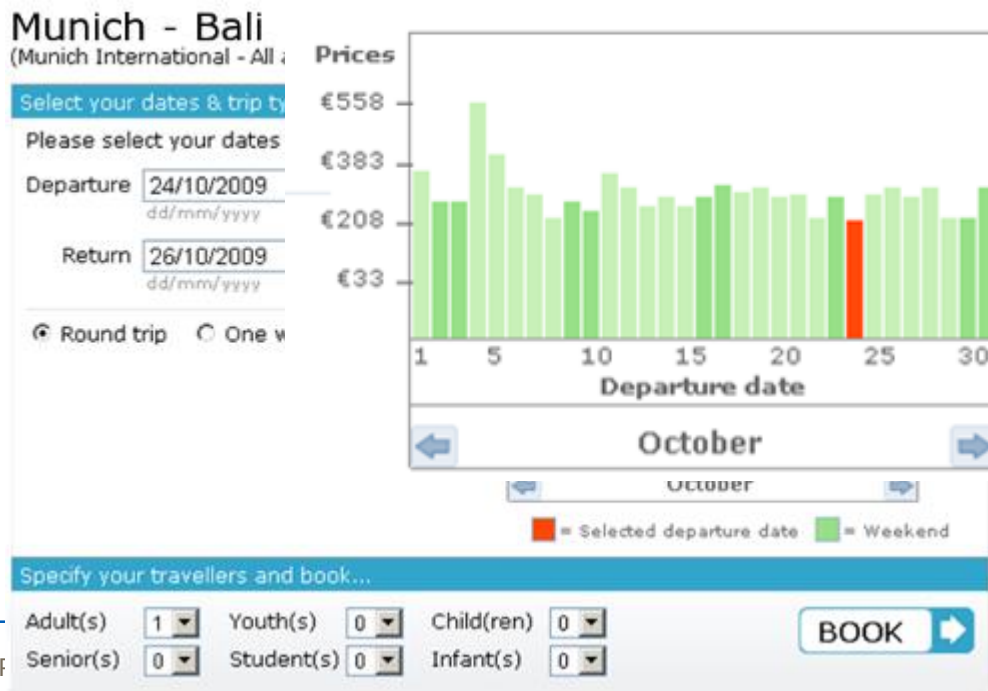 Munich - Bali
(Munich International - All
Select your dates & trip ty
Please select your dates
Departure 24/10/2009
dd/mm/yyyy
Return 26/10/2009
dd/mm/yyyy
Round trip One w
Prices
€558
€383
€208
€33
1 5 10 15 20 25 30
Departure date
October
October
= Selected departure date = Weekend
Specify your travellers and book...
Adult(s) 1 Youth(s) 0 Child(ren) 0
Senior(s) 0 Student(s) 0 Infant(s) 0
BOOK